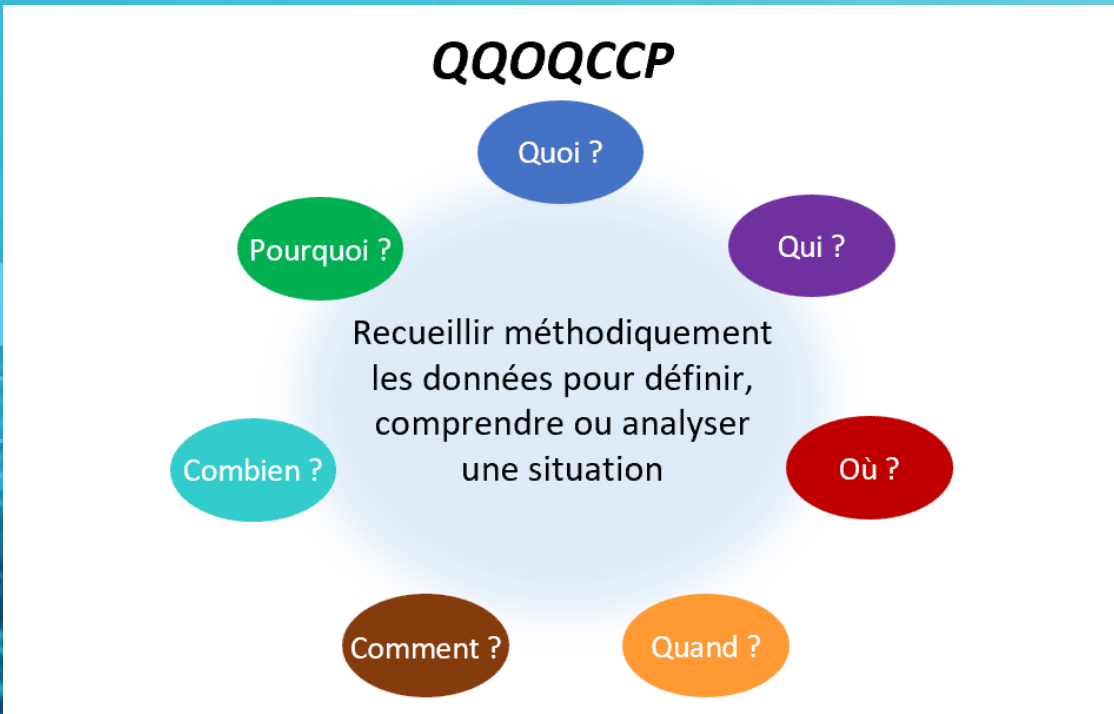 QQOQCCP
Quoi ?
Qui ?
Pourquoi ?
Recueillir méthodiquement
les données pour définir,
comprendre ou analyser
une situation
Où ?
Combien ?
Quand ?
Comment ?